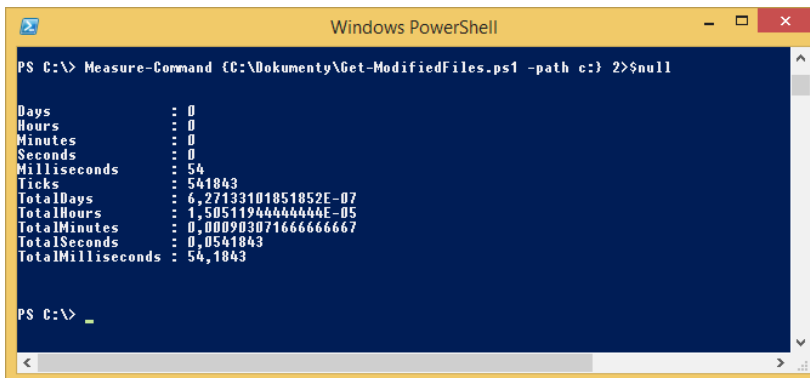 Windows PowerShell
PS C:\> Measure-Command {C:\Dokumenty\Get-ModifiedFiles.ps1 -path c:} 2>$null
Days              : 0
Hours             : 0
Minutes           : 0
Seconds           : 0
Milliseconds      : 54
Ticks             : 541843
TotalDays         : 6,27133101851852E-07
TotalHours        : 1,50511944444444E-05
TotalMinutes      : 0,000903071666666667
TotalSeconds      : 0,0541843
TotalMilliseconds : 54,1843
PS C:\> _